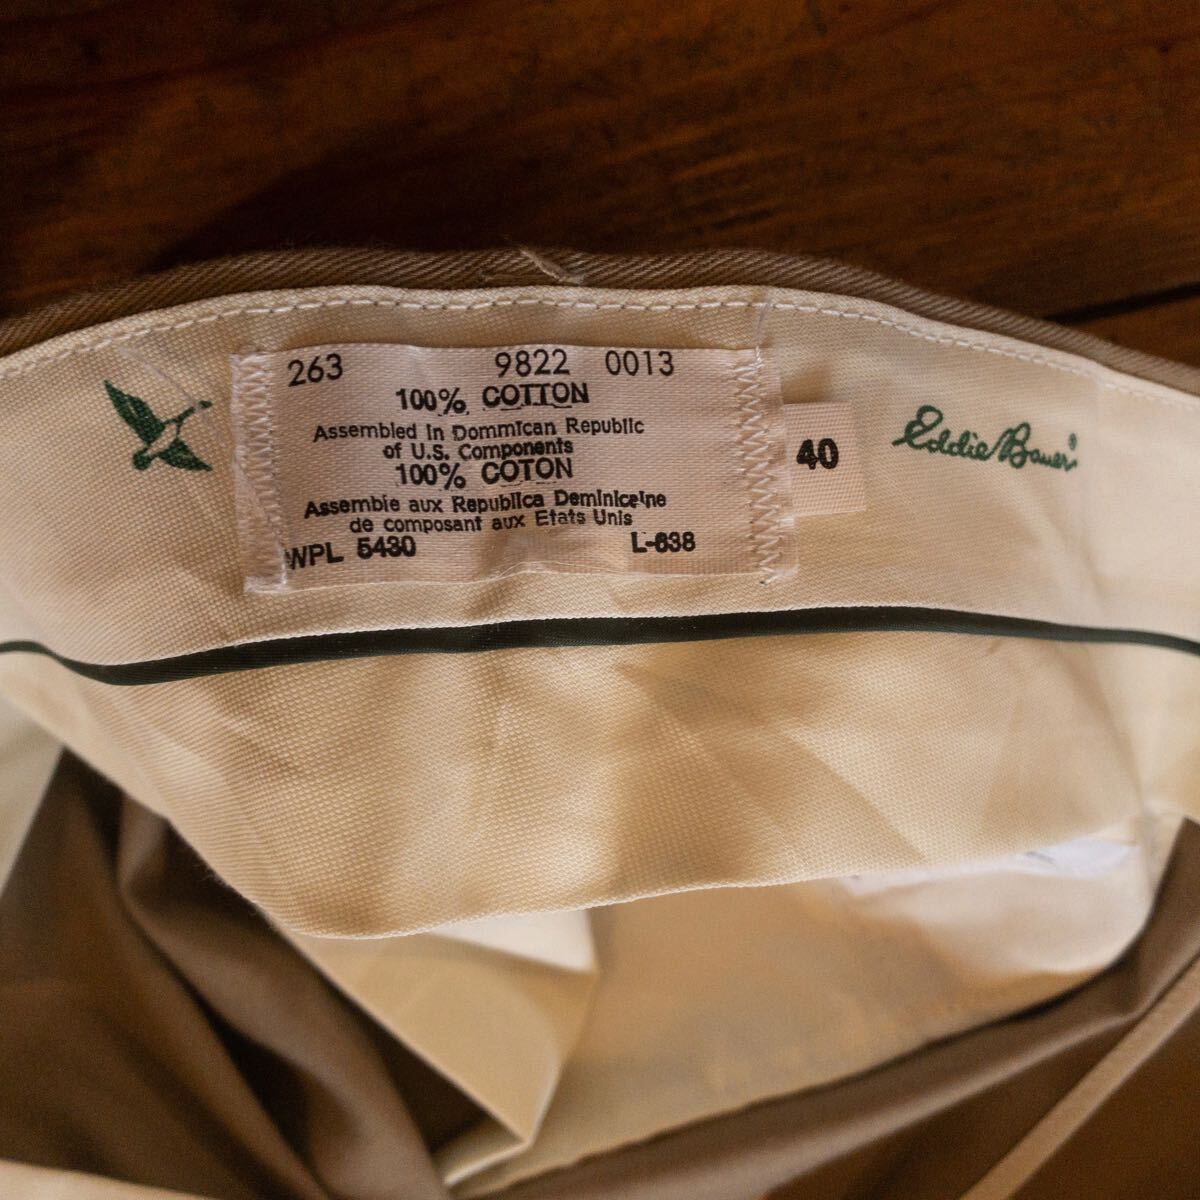 263 9822 0013
100% COTTON
Assembled in Dominican Republic
of U.S. Components
100% COTON
Assemble aux Republica Deminiceine
de composant aux Etats Unis
WPL 5430 L-638
40
Eddie Bauer